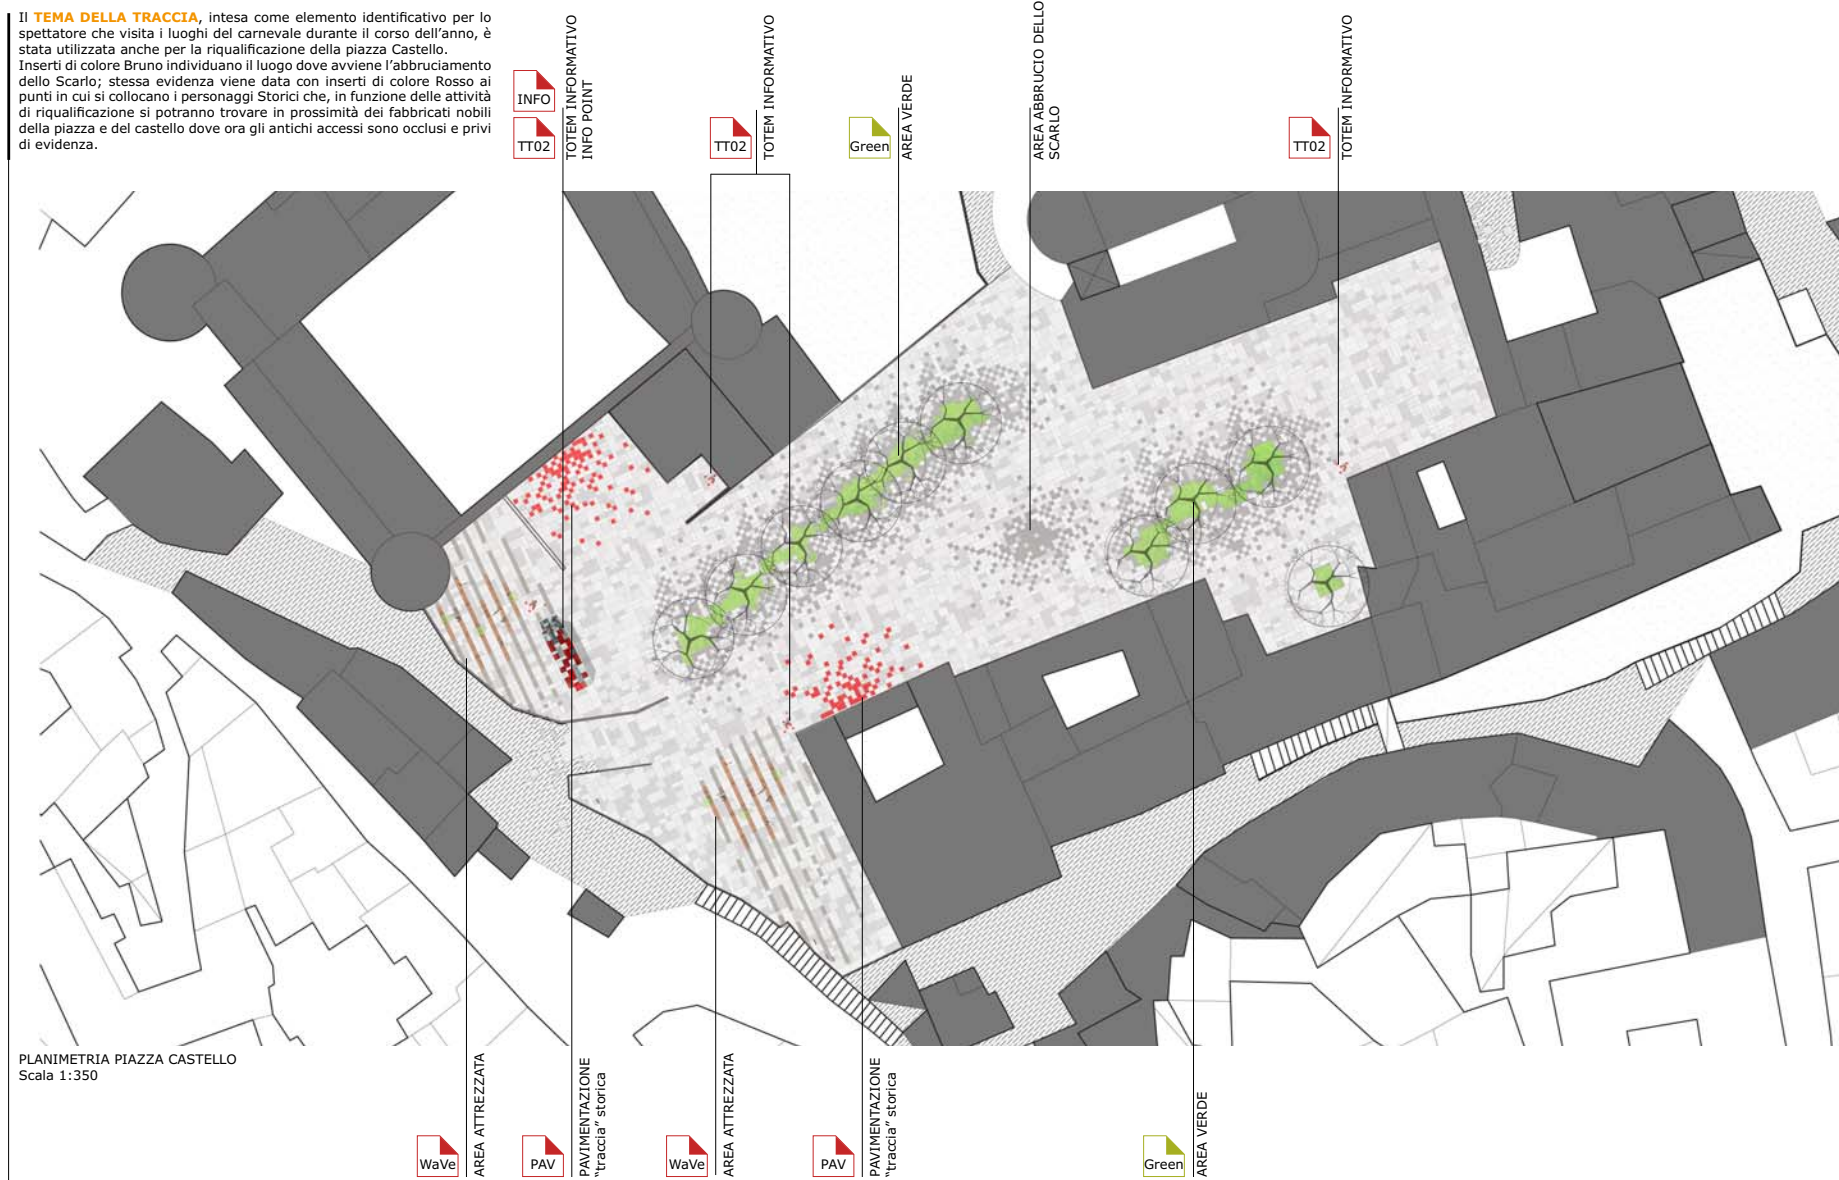 Il TEMA DELLA TRACCIA, intesa come elemento identificativo per lo
spettatore che visita i luoghi del carnevale durante il corso dell'anno, è
stata utilizzata anche per la riqualificazione della piazza Castello.
Inserti di colore Bruno individuano il luogo dove avviene l'abbruciamento
dello Scarlo; stessa evidenza viene data con inserti di colore Rosso ai
punti in cui si collocano i personaggi Storici che, in funzione delle attività
di riqualificazione si potranno trovare in prossimità dei fabbricati nobili
della piazza e del castello dove ora gli antichi accessi sono occlusi e privi
di evidenza.
INFO
TT02
TOTEM INFORMATIVO
INFO POINT
TT02
TOTEM INFORMATIVO
Green
AREA VERDE
AREA ABBRUCIO DELLO
SCARLO
TT02
TOTEM INFORMATIVO
PLANIMETRIA PIAZZA CASTELLO
Scala 1:350
WaVe
AREA ATTREZZATA
PAV
PAVIMENTAZIONE
"traccia" storica
WaVe
AREA ATTREZZATA
PAV
PAVIMENTAZIONE
"traccia" storica
Green
AREA VERDE